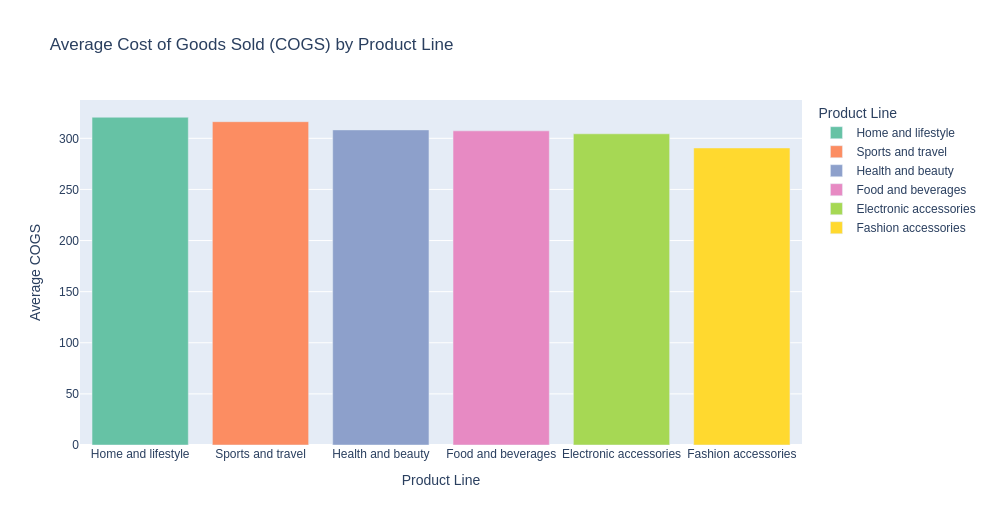 Average Cost of Goods Sold (COGS) by Product Line
Average COGS
300
250
200
150
100
50
0
Home and lifestyle
Sports and travel
Health and beauty
Food and beverages
Electronic accessories
Fashion accessories
Product Line
Product Line
Home and lifestyle
Sports and travel
Health and beauty
Food and beverages
Electronic accessories
Fashion accessories